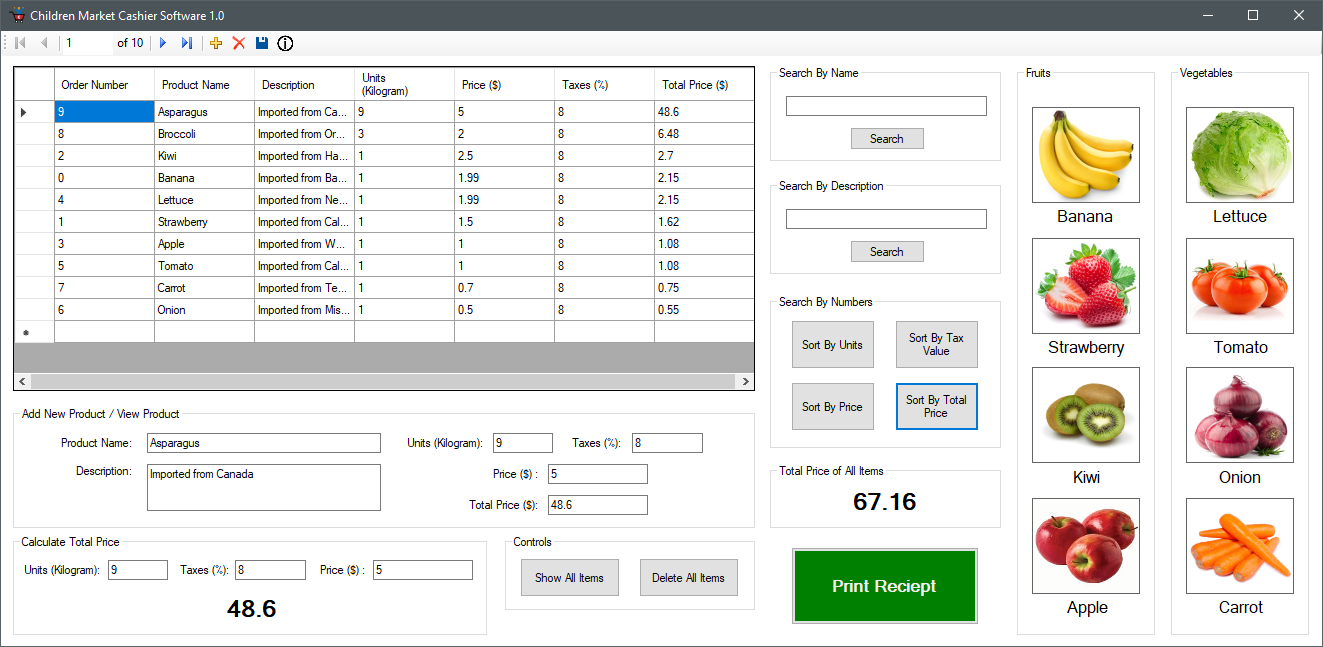 Children Market Cashier Software 1.0
1 of 10
Order Number Product Name Description Units (Kilogram) Price ($) Taxes (%) Total Price ($)
9 Asparagus Imported from Ca... 9 5 8 48.6
8 Broccoli Imported from Or... 3 2 8 6.48
2 Kiwi Imported from Ha... 1 2.5 8 2.7
0 Banana Imported from Ba... 1 1.99 8 2.15
4 Lettuce Imported from Ne... 1 1.99 8 2.15
1 Strawberry Imported from Cal... 1 1.5 8 1.62
3 Apple Imported from W... 1 1 8 1.08
5 Tomato Imported from Cal... 1 1 8 1.08
7 Carrot Imported from Te... 1 0.7 8 0.75
6 Onion Imported from Mis... 1 0.5 8 0.55
Add New Product / View Product
Product Name: Asparagus Units (Kilogram): 9 Taxes (%): 8
Description: Imported from Canada Price ($) : 5
Total Price ($): 48.6
Calculate Total Price
Units (Kilogram): 9 Taxes (%): 8 Price ($) : 5
48.6
Controls
Show All Items Delete All Items
Search By Name
Search
Search By Description
Search
Search By Numbers
Sort By Units
Sort By Tax
Value
Sort By Price
Sort By Total
Price
Total Price of All Items
67.16
Print Reciept
Fruits
Banana
Strawberry
Kiwi
Apple
Vegetables
Lettuce
Tomato
Onion
Carrot